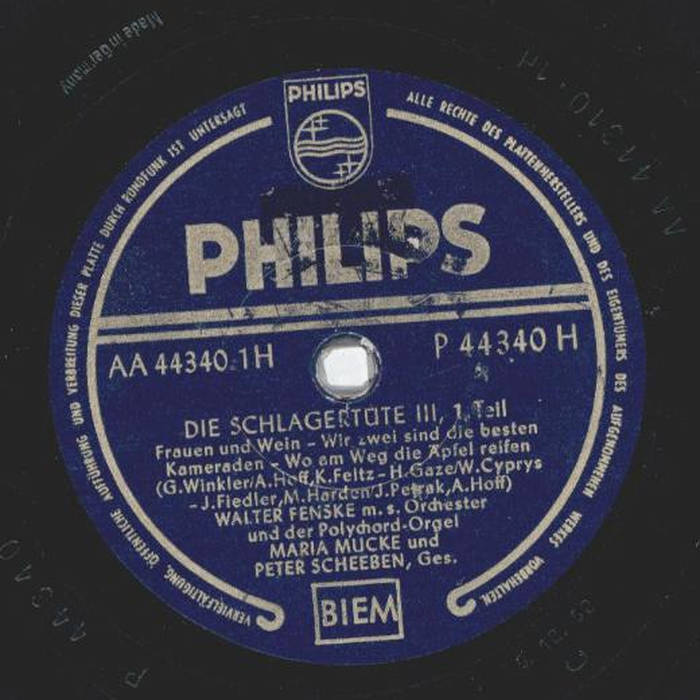 Made in Germany
PHILIPS
VERVIELFÄLTIGUNG, ÖFFENTLICHE AUFFÜHRUNG UND VERBREITUNG DIESER PLATTE DURCH RUNDFUNK IST UNTERSAGT
ALLE RECHTE DES PLATTENHERSTELLERS UND DES EIGENTÜMERS DES AUFGENOMMENEN WERKES VORBEHALTEN.
PHILIPS
AA 44340 1H
P 44340 H
DIE SCHLAGERTÜTE III, 1. Teil
Frauen und Wein - Wir zwei sind die besten
Kameraden - Wo am Weg die Äpfel reifen
(G.Winkler/A.Hoff,K.Feltz-H.Gaze/W.Cyprys
-J.Fiedler,M.Harden/J.Petrak,A.Hoff)
WALTER FENSKE m. s. Orchester
und der Polychord-Orgel
MARIA MUCKE und
PETER SCHEEBEN, Ges.
BIEM